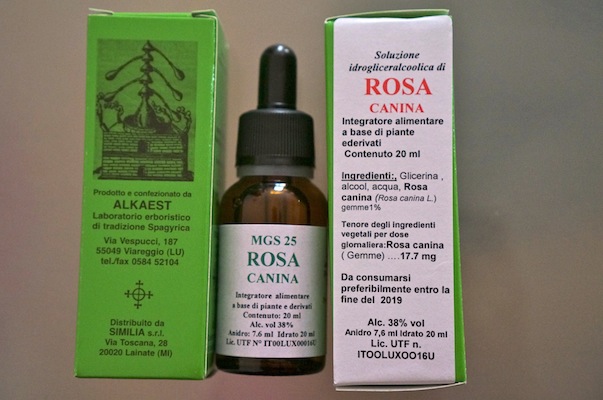 Prodotto e confezionato da
ALKAEST
Laboratorio erboristico
di tradizione Spagyrica
Via Vespucci, 187
55049 Viareggio (LU)
tel./fax 0584 52104
Distribuito da
SIMILIA s.r.l.
Via Toscana, 28
20020 Lainate (MI)
MGS 25
ROSA
CANINA
Integratore alimentare
a base di piante e derivati
Contenuto: 20 ml
Alc. vol 38%
Anidro: 7.6 ml Idrato 20 ml
Lic. UTF N° IT00LUX00016U
Soluzione
idrogliceralcoolica di
ROSA
CANINA
Integratore alimentare
a base di piante
ederivati
Contenuto 20 ml
Ingredienti:, Glicerina ,
alcool, acqua, Rosa
canina (Rosa canina L.)
gemme1%
Tenore degli ingredienti
vegetali per dose
giornaliera:Rosa canina
( Gemme) ....17.7 mg
Da consumarsi
preferibilmente entro la
fine del 2019
Alc. 38% vol
Anidro 7,6 ml Idrato 20 ml
Lic. UTF n.
ITOOLUXOO16U